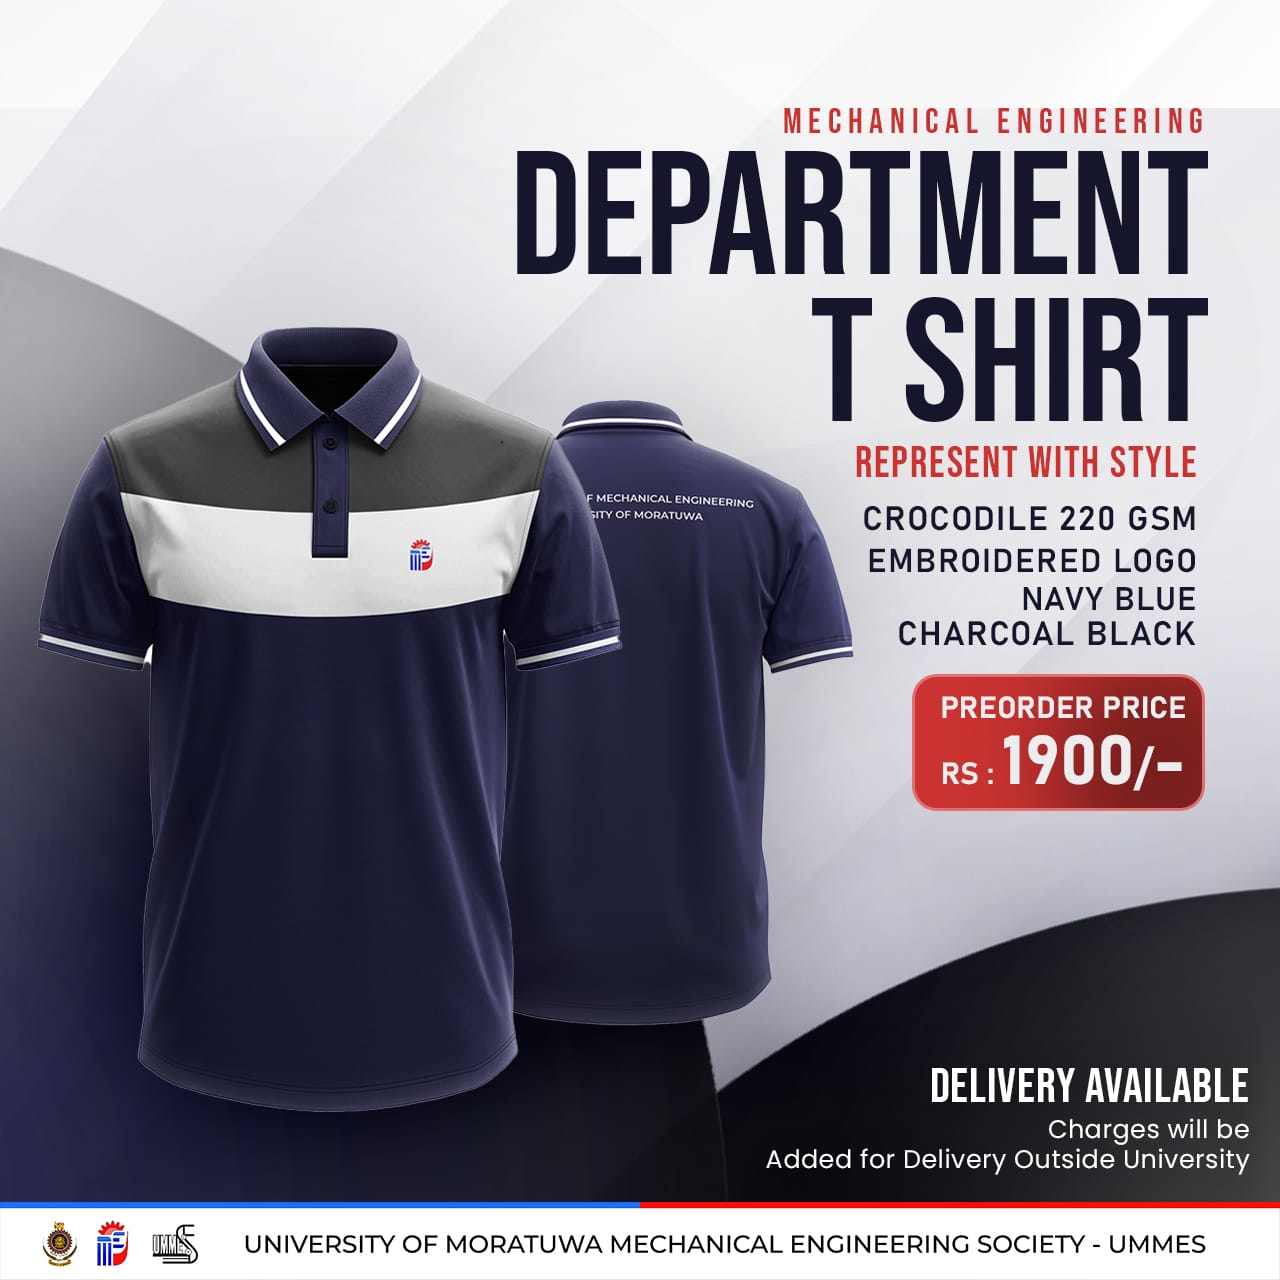 MECHANICAL ENGINEERING
DEPARTMENT
T SHIRT
REPRESENT WITH STYLE
CROCODILE 220 GSM
EMBROIDERED LOGO
NAVY BLUE
CHARCOAL BLACK
PREORDER PRICE
RS : 1900/-
F MECHANICAL ENGINEERING
SITY OF MORATUWA
DELIVERY AVAILABLE
Charges will be
Added for Delivery Outside University
UMMES
UNIVERSITY OF MORATUWA MECHANICAL ENGINEERING SOCIETY - UMMES